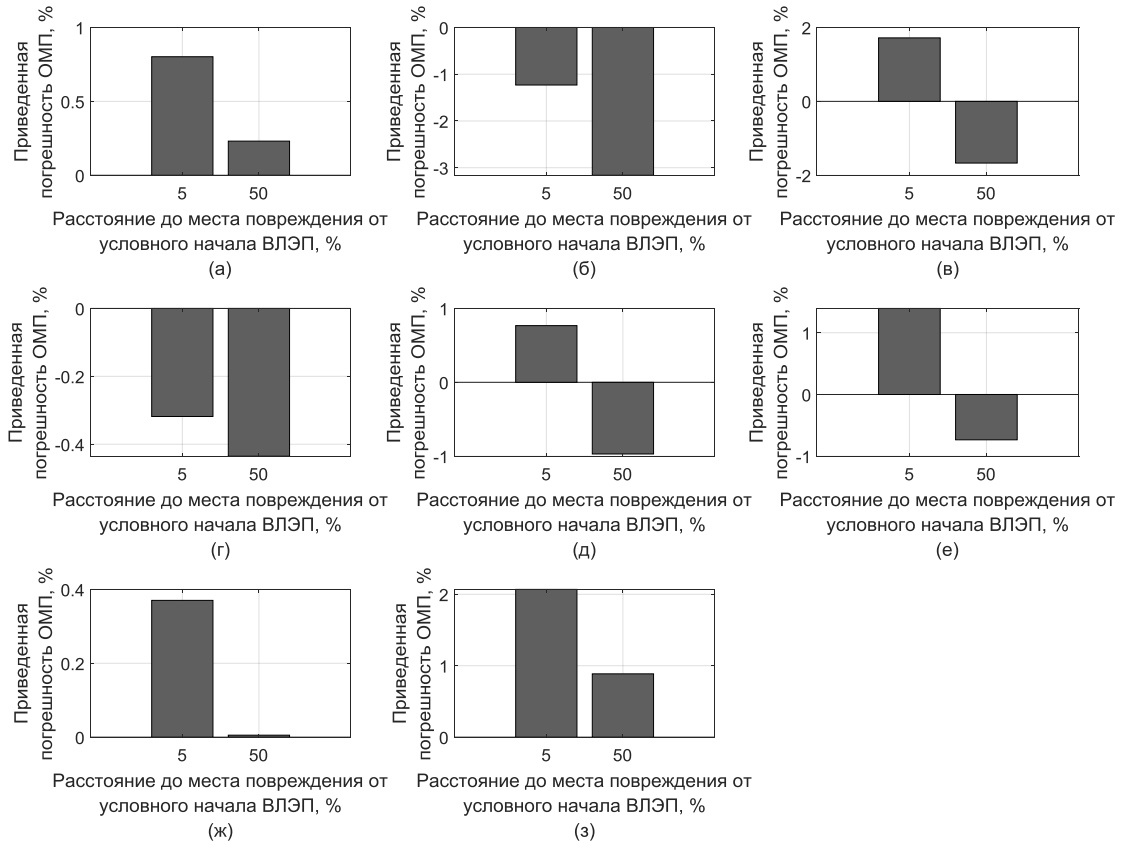 Приведенная
погрешность ОМП, %
1
0.5
0
5 50
Расстояние до места повреждения от
условного начала ВЛЭП, %
(а)
Приведенная
погрешность ОМП, %
0
-1
-2
-3
5 50
Расстояние до места повреждения от
условного начала ВЛЭП, %
(б)
Приведенная
погрешность ОМП, %
2
0
-2
5 50
Расстояние до места повреждения от
условного начала ВЛЭП, %
(в)
Приведенная
погрешность ОМП, %
0
-0.2
-0.4
5 50
Расстояние до места повреждения от
условного начала ВЛЭП, %
(г)
Приведенная
погрешность ОМП, %
1
0
-1
5 50
Расстояние до места повреждения от
условного начала ВЛЭП, %
(д)
Приведенная
погрешность ОМП, %
1
0
-1
5 50
Расстояние до места повреждения от
условного начала ВЛЭП, %
(е)
Приведенная
погрешность ОМП, %
0.4
0.2
0
5 50
Расстояние до места повреждения от
условного начала ВЛЭП, %
(ж)
Приведенная
погрешность ОМП, %
2
1
0
5 50
Расстояние до места повреждения от
условного начала ВЛЭП, %
(з)